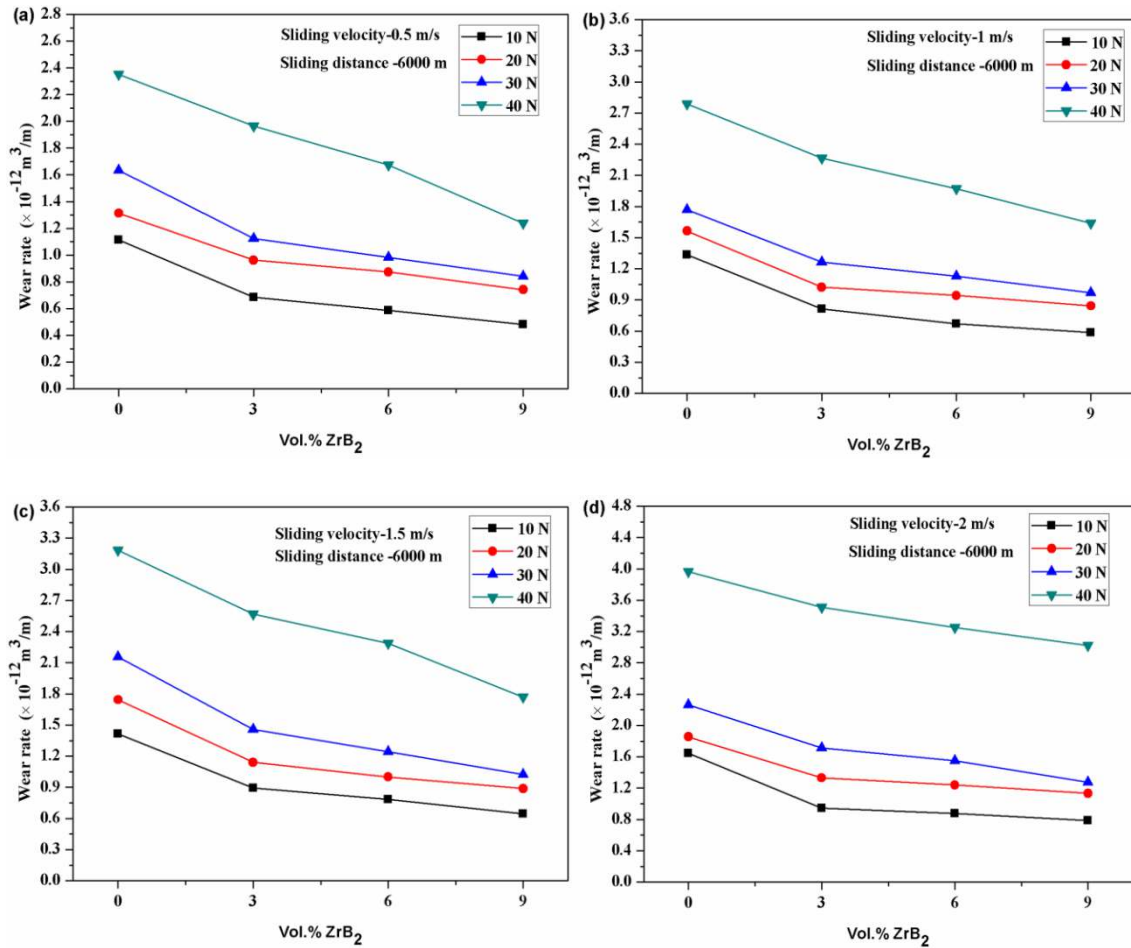 (a)
Sliding velocity-0.5 m/s
Sliding distance -6000 m
10 N
20 N
30 N
40 N
Wear rate (× 10-12m3/m)
2.8
2.6
2.4
2.2
2.0
1.8
1.6
1.4
1.2
1.0
0.8
0.6
0.4
0.2
0.0
0 3 6 9
Vol.% ZrB2
(b)
Sliding velocity-1 m/s
Sliding distance -6000 m
10 N
20 N
30 N
40 N
Wear rate (× 10-12m3/m)
3.6
3.3
3.0
2.7
2.4
2.1
1.8
1.5
1.2
0.9
0.6
0.3
0.0
0 3 6 9
Vol.% ZrB2
(c)
Sliding velocity-1.5 m/s
Sliding distance -6000 m
10 N
20 N
30 N
40 N
Wear rate (× 10-12m3/m)
3.6
3.3
3.0
2.7
2.4
2.1
1.8
1.5
1.2
0.9
0.6
0.3
0.0
0 3 6 9
Vol.% ZrB2
(d)
Sliding velocity-2 m/s
Sliding distance -6000 m
10 N
20 N
30 N
40 N
Wear rate (× 10-12m3/m)
4.8
4.4
4.0
3.6
3.2
2.8
2.4
2.0
1.6
1.2
0.8
0.4
0.0
0 3 6 9
Vol.% ZrB2